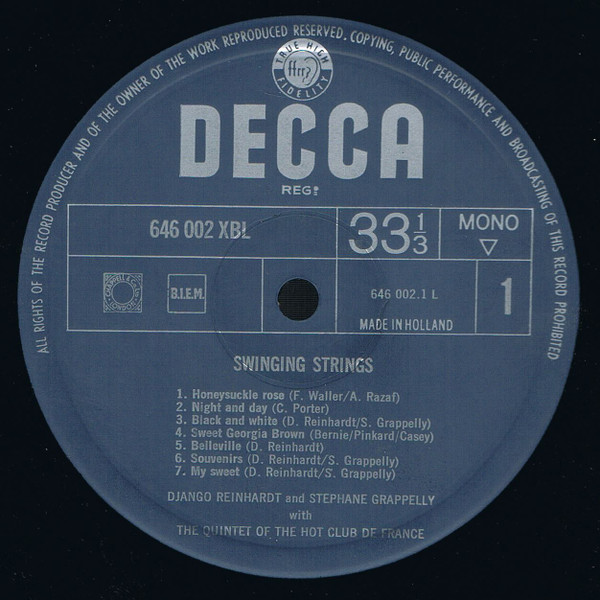 ALL RIGHTS OF THE RECORD PRODUCER AND OF THE OWNER OF THE WORK REPRODUCED RESERVED. COPYING, PUBLIC PERFORMANCE AND BROADCASTING OF THIS RECORD PROHIBITED
TRUE HIGH
ffrr
FIDELITY
DECCA
REGD
646 002 XBL
33 1/3
MONO
▽
B.I.E.M.
646 002.1 L
1
MADE IN HOLLAND
SWINGING STRINGS
1. Honeysuckle rose (F. Waller/A. Razaf)
2. Night and day (C. Porter)
3. Black and white (D. Reinhardt/S. Grappelly)
4. Sweet Georgia Brown (Bernie/Pinkard/Casey)
5. Belleville (D. Reinhardt)
6. Souvenirs (D. Reinhardt/S. Grappelly)
7. My sweet (D. Reinhardt/S. Grappelly)
DJANGO REINHARDT and STEPHANE GRAPPELLY
with
THE QUINTET OF THE HOT CLUB DE FRANCE